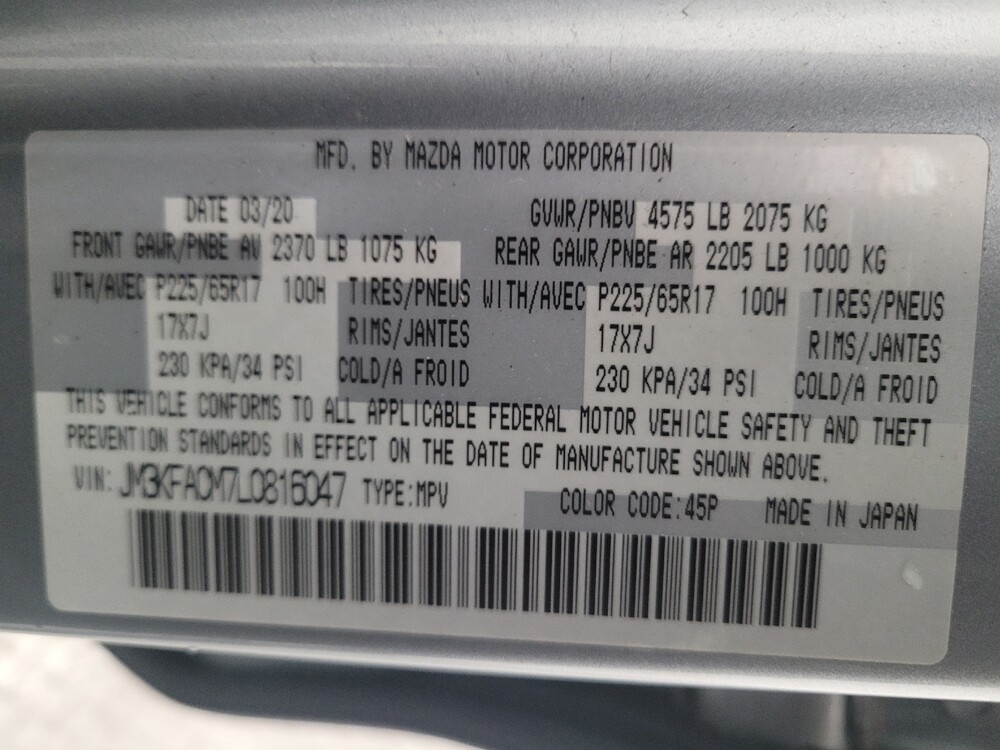 MFD. BY MAZDA MOTOR CORPORATION
DATE 03/20 GVWR/PNBV 4575 LB 2075 KG
FRONT GAWR/PNBE AV 2370 LB 1075 KG REAR GAWR/PNBE AR 2205 LB 1000 KG
WITH/AVEC P225/65R17 100H TIRES/PNEUS WITH/AVEC P225/65R17 100H TIRES/PNEUS
17X7J RIMS/JANTES 17X7J RIMS/JANTES
230 KPA/34 PSI COLD/A FROID 230 KPA/34 PSI COLD/A FROID
THIS VEHICLE CONFORMS TO ALL APPLICABLE FEDERAL MOTOR VEHICLE SAFETY AND THEFT
PREVENTION STANDARDS IN EFFECT ON THE DATE OF MANUFACTURE SHOWN ABOVE.
VIN: JM3KFACM7L0816047 TYPE:MPV COLOR CODE:45P MADE IN JAPAN